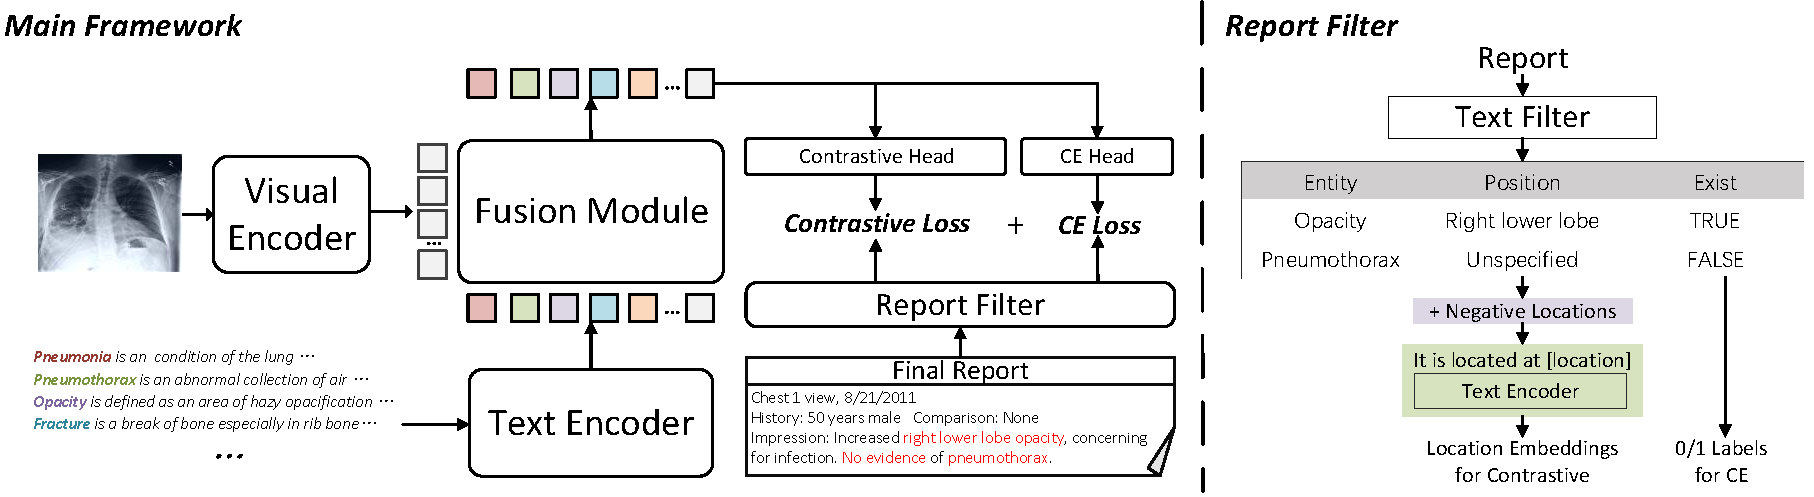 Main Framework
Visual
Encoder
...
Fusion Module
...
...
Pneumonia is an condition of the lung ...
Pneumothorax is an abnormal collection of air ...
Opacity is defined as an area of hazy opacification ...
Fracture is a break of bone especially in rib bone ...
...
Text Encoder
Contrastive Head
CE Head
Contrastive Loss + CE Loss
Report Filter
Final Report
Chest 1 view, 8/21/2011
History: 50 years male Comparison: None
Impression: Increased right lower lobe opacity, concerning
for infection. No evidence of pneumothorax.
Report Filter
Report
Text Filter
Entity Position Exist
Opacity Right lower lobe TRUE
Pneumothorax Unspecified FALSE
+ Negative Locations
It is located at [location]
Text Encoder
Location Embeddings
for Contrastive
0/1 Labels
for CE